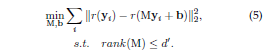 min_{M,b} ∑_i ‖r(y_i) − r(My_i + b)‖_2^2,   (5)
s.t. rank(M) ≤ d′.